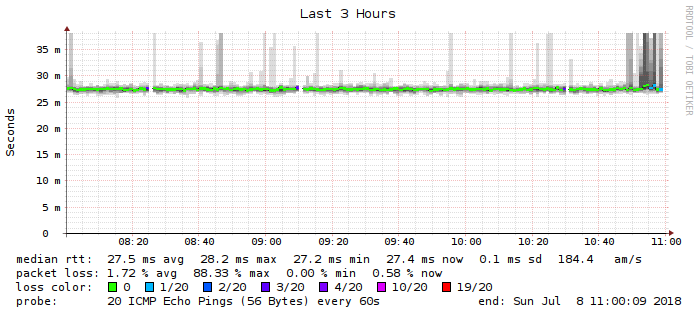 Last 3 Hours
RRDTOOL / TOBI OETIKER
Seconds
35 m
30 m
25 m
20 m
15 m
10 m
5 m
0
08:20 08:40 09:00 09:20 09:40 10:00 10:20 10:40 11:00
median rtt: 27.5 ms avg 28.2 ms max 27.2 ms min 27.4 ms now 0.1 ms sd 184.4 am/s
packet loss: 1.72 % avg 88.33 % max 0.00 % min 0.58 % now
loss color: 0 1/20 2/20 3/20 4/20 10/20 19/20
probe: 20 ICMP Echo Pings (56 Bytes) every 60s end: Sun Jul 8 11:00:09 2018